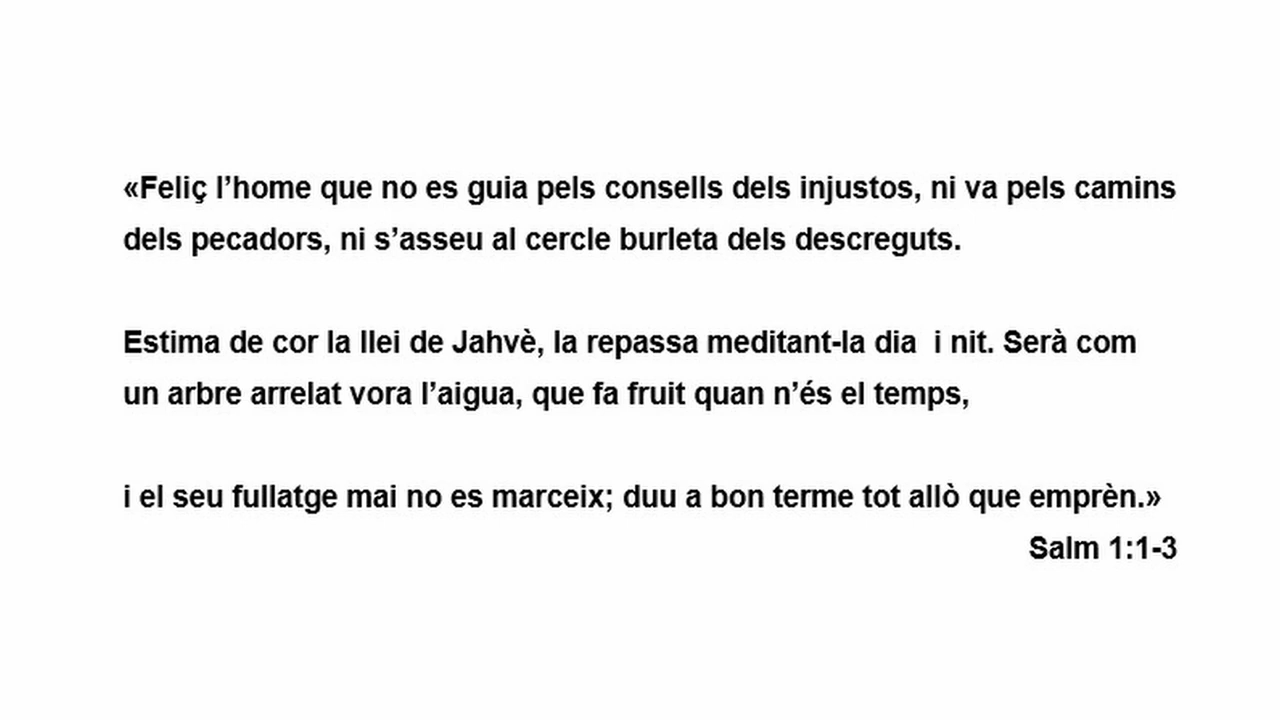 «Feliç l’home que no es guia pels consells dels injustos, ni va pels camins
dels pecadors, ni s’asseu al cercle burleta dels descreguts.
Estima de cor la llei de Jahvè, la repassa meditant-la dia  i nit. Serà com
un arbre arrelat vora l’aigua, que fa fruit quan n’és el temps,
i el seu fullatge mai no es marceix; duu a bon terme tot allò que emprèn.»
Salm 1:1-3